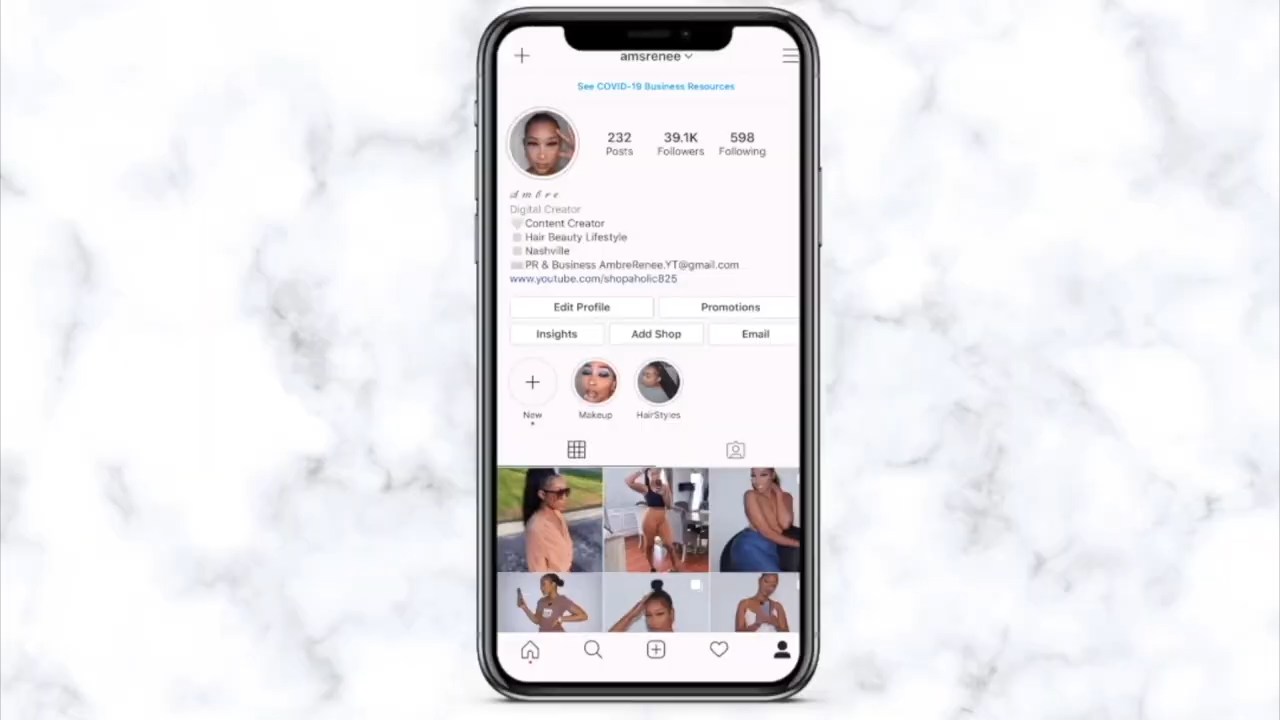 amsrenee
See COVID-19 Business Resources
232 39.1K 598
Posts Followers Following
Ambre
Digital Creator
Content Creator
Hair Beauty Lifestyle
Nashville
PR & Business AmbreRenee.YT@gmail.com
www.youtube.com/shopaholic825
Edit Profile Promotions
Insights Add Shop Email
New Makeup HairStyles